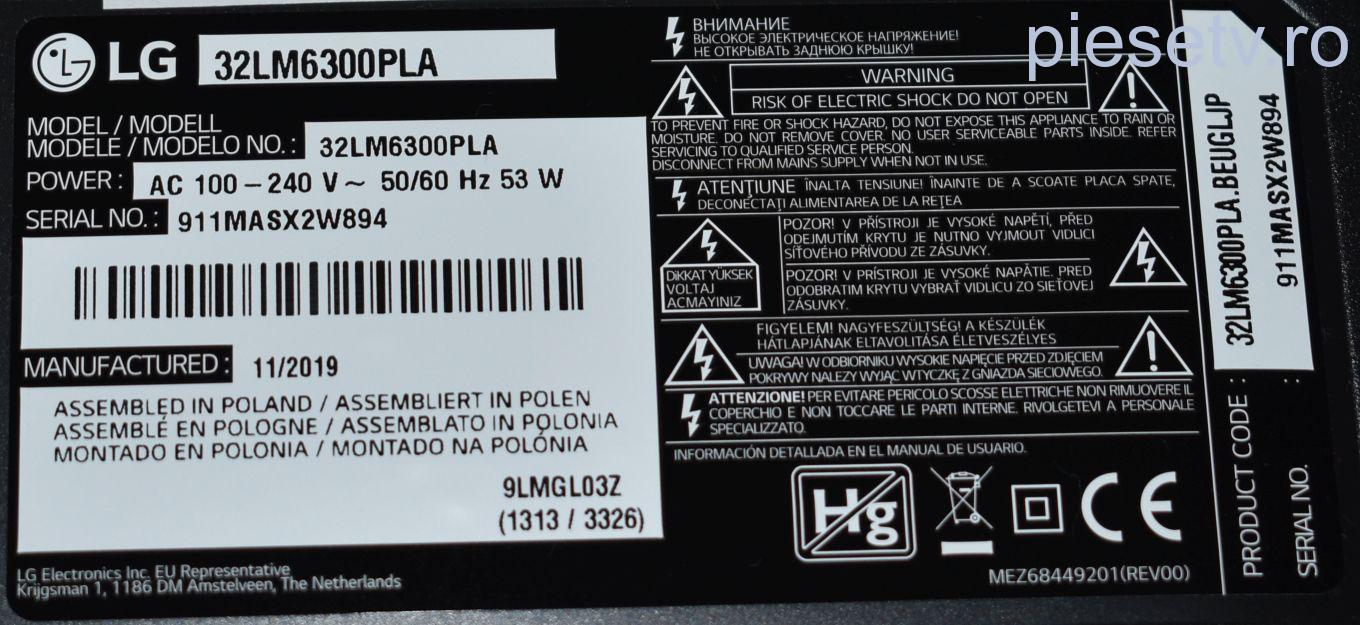 LG 32LM6300PLA
MODEL / MODELL
MODELE / MODELO NO. : 32LM6300PLA
POWER : AC 100 – 240 V ~ 50/60 Hz 53 W
SERIAL NO. : 911MASX2W894
MANUFACTURED : 11/2019
ASSEMBLED IN POLAND / ASSEMBLIERT IN POLEN
ASSEMBLÉ EN POLOGNE / ASSEMBLATO IN POLONIA
MONTADO EN POLONIA / MONTADO NA POLÓNIA
9LMGL03Z
(1313 / 3326)
LG Electronics Inc. EU Representative
Krijgsman 1, 1186 DM Amstelveen, The Netherlands
ВНИМАНИЕ
ВЫСОКОЕ ЭЛЕКТРИЧЕСКОЕ НАПРЯЖЕНИЕ!
НЕ ОТКРЫВАТЬ ЗАДНЮЮ КРЫШКУ!
WARNING
RISK OF ELECTRIC SHOCK DO NOT OPEN
TO PREVENT FIRE OR SHOCK HAZARD, DO NOT EXPOSE THIS APPLIANCE TO RAIN OR
MOISTURE. DO NOT REMOVE COVER. NO USER SERVICEABLE PARTS INSIDE. REFER
SERVICING TO QUALIFIED SERVICE PERSON.
DISCONNECT FROM MAINS SUPPLY WHEN NOT IN USE.
ATENŢIUNE ÎNALTA TENSIUNE! ÎNAINTE DE A SCOATE PLACA SPATE,
DECONECTAŢI ALIMENTAREA DE LA REŢEA
DİKKAT YÜKSEK
VOLTAJ
AÇMAYINIZ
POZOR! V PŘÍSTROJI JE VYSOKÉ NAPĚTÍ, PŘED
ODEJMUTÍM KRYTU JE NUTNO VYJMOUT VIDLICI
SÍŤOVÉHO PŘÍVODU ZE ZÁSUVKY.
POZOR! V PRÍSTROJI JE VYSOKÉ NAPÄTIE. PRED
ODOBRATIM KRYTU VYBRAŤ VIDLICU ZO SIEŤOVEJ
ZÁSUVKY.
FIGYELEM! NAGYFESZÜLTSÉG! A KÉSZÜLÉK
HÁTLAPJÁNAK ELTAVOLÍTÁSA ÉLETVESZÉLYES
UWAGA! W ODBIORNIKU WYSOKIE NAPIĘCIE PRZED ZDJĘCIEM
POKRYWY NALEZY WYJĄC WTYCZKĘ Z GNIAZDA SIECIOWEGO.
ATTENZIONE! PER EVITARE PERICOLO SCOSSE ELETTRICHE NON RIMUOVERE IL
COPERCHIO E NON TOCCARE LE PARTI INTERNE. RIVOLGETEVI A PERSONALE
SPECIALIZZATO.
INFORMACIÓN DETALLADA EN EL MANUAL DE USUARIO.
Hg
CE
MEZ68449201(REV00)
PRODUCT CODE : 32LM6300PLA.BEUGLJP
SERIAL NO. : 911MASX2W894
piesetv.ro